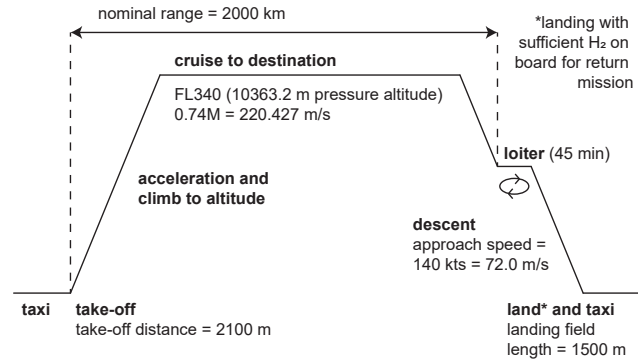 nominal range = 2000 km
*landing with
sufficient H₂ on
board for return
mission
cruise to destination
FL340 (10363.2 m pressure altitude)
0.74M = 220.427 m/s
loiter (45 min)
acceleration and
climb to altitude
descent
approach speed =
140 kts = 72.0 m/s
taxi
take-off
take-off distance = 2100 m
land* and taxi
landing field
length = 1500 m